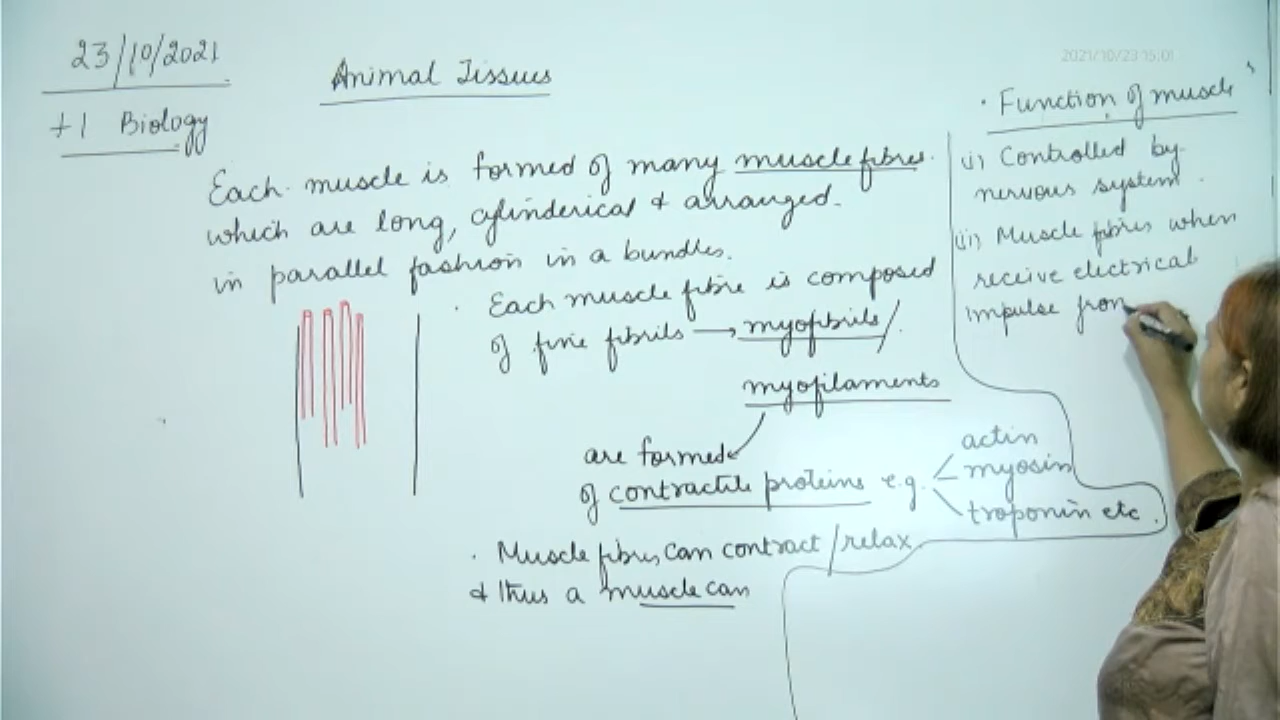 23/10/2021
+1 Biology
Animal Tissues
Each muscle is formed of many muscle fibres.
which are long, cylinderical & arranged.
in parallel fashion in a bundles.
· Each muscle fibre is composed
of fine fibrils → myofibrils/.
myofilaments
are formed
of contractile proteins e.g.
actin
myosin
troponin etc.
· Muscle fibres can contract/relax
& thus a muscle can
2021/10/23 15:01
· Function of muscle
(i) Controlled by
nervous system.
(ii) Muscle fibres when
receive electrical
impulse from